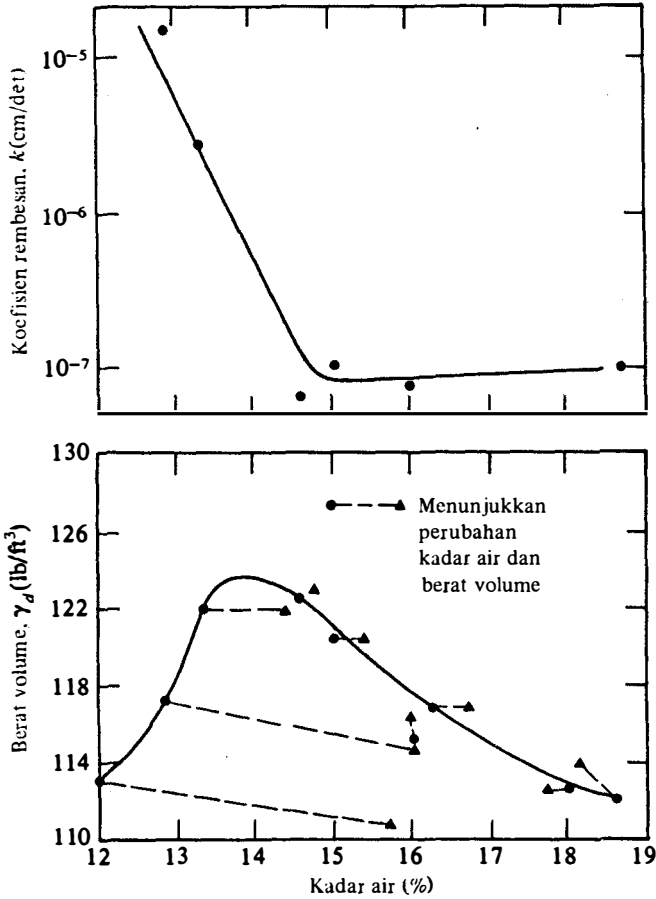 Koefisien rembesan, k (cm/det)
10⁻⁵
10⁻⁶
10⁻⁷
Berat volume, γd (lb/ft³)
130
126
122
118
114
110
Menunjukkan
perubahan
kadar air dan
berat volume
12 13 14 15 16 17 18 19
Kadar air (%)